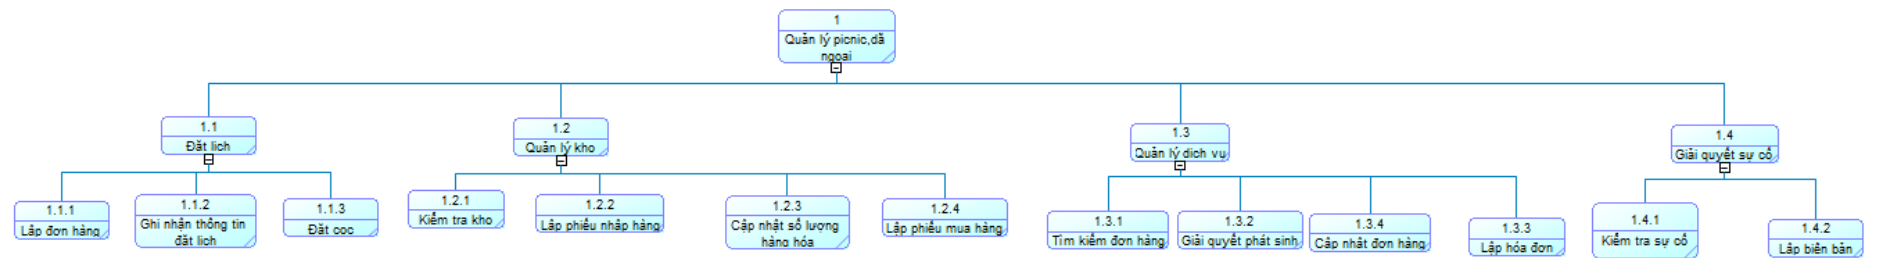 1
Quản lý picnic,dã
ngoại
1.1
Đặt lịch
1.2
Quản lý kho
1.3
Quản lý dịch vụ
1.4
Giải quyết sự cố
1.1.1
Lập đơn hàng
1.1.2
Ghi nhận thông tin
đặt lịch
1.1.3
Đặt cọc
1.2.1
Kiểm tra kho
1.2.2
Lập phiếu nhập hàng
1.2.3
Cập nhật số lượng
hàng hóa
1.2.4
Lập phiếu mua hàng
1.3.1
Tìm kiếm đơn hàng
1.3.2
Giải quyết phát sinh
1.3.4
Cập nhật đơn hàng
1.3.3
Lập hóa đơn
1.4.1
Kiểm tra sự cố
1.4.2
Lập biên bản